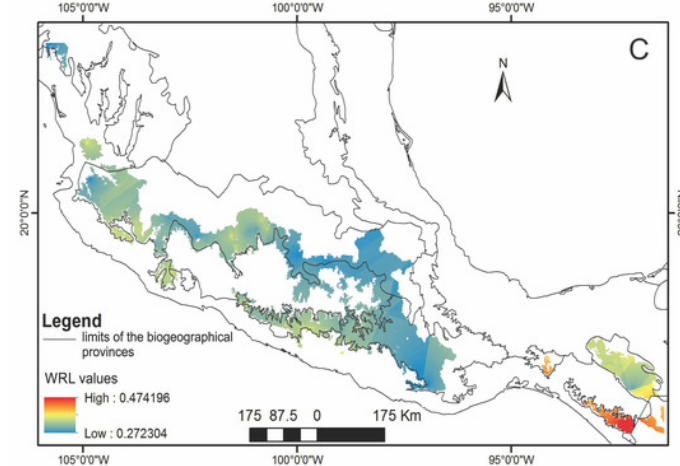 105°0'0"W 100°0'0"W 95°0'0"W
C
N
20°0'0"N
Legend
limits of the biogeographical
provinces
WRL values
High : 0.474196
Low : 0.272304
175 87.5 0 175 Km
105°0'0"W 100°0'0"W 95°0'0"W